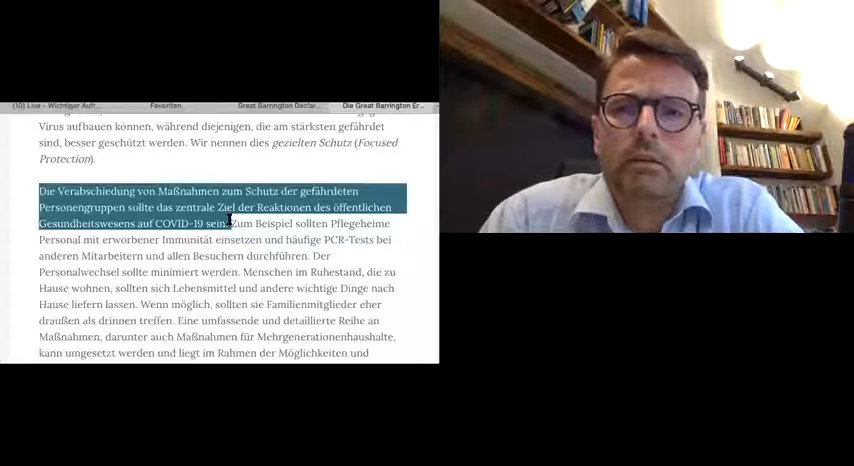 (10) Live - Wichtiger Aufr... Favoriten Great Barrington Declar... Die Great Barrington Er...
Virus aufbauen können, während diejenigen, die am stärksten gefährdet
sind, besser geschützt werden. Wir nennen dies gezielten Schutz (Focused
Protection).
Die Verabschiedung von Maßnahmen zum Schutz der gefährdeten
Personengruppen sollte das zentrale Ziel der Reaktionen des öffentlichen
Gesundheitswesens auf COVID-19 sein. Zum Beispiel sollten Pflegeheime
Personal mit erworbener Immunität einsetzen und häufige PCR-Tests bei
anderen Mitarbeitern und allen Besuchern durchführen. Der
Personalwechsel sollte minimiert werden. Menschen im Ruhestand, die zu
Hause wohnen, sollten sich Lebensmittel und andere wichtige Dinge nach
Hause liefern lassen. Wenn möglich, sollten sie Familienmitglieder eher
draußen als drinnen treffen. Eine umfassende und detaillierte Reihe an
Maßnahmen, darunter auch Maßnahmen für Mehrgenerationenhaushalte,
kann umgesetzt werden und liegt im Rahmen der Möglichkeiten und